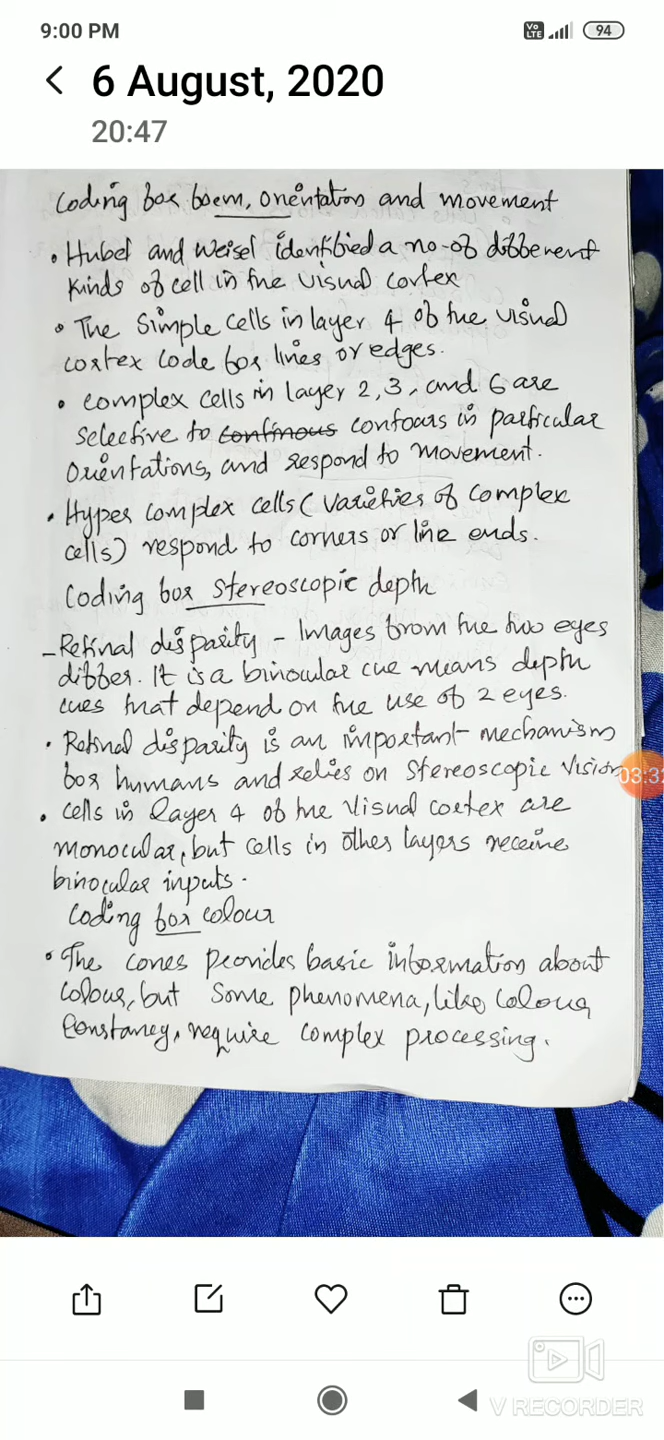 9:00 PM
Vo LTE 94
6 August, 2020
20:47
Coding for form, orientation and movement
• Hubel and Weisel identified a no-of different
kinds of cell in the visual cortex
• The Simple cells in layer 4 of the visual
cortex code for lines or edges.
• complex cells in layer 2, 3, and 6 are
selective to continous contours in particular
orientations, and respond to movement.
• Hyper complex cells (varieties of complex
cells) respond to corners or line ends.
Coding for stereoscopic depth
- Retinal disparity - Images from the two eyes
differ. It is a binocular cue means depth
cues that depend on the use of 2 eyes.
• Retinal disparity is an important mechanism
for humans and relies on stereoscopic vision
03:32
• cells in layer 4 of the visual cortex are
monocular, but cells in other layers receive
binocular inputs.
Coding for colour
• The cones provides basic information about
colour, but some phenomena, like colour
constancy, require complex processing.
V RECORDER